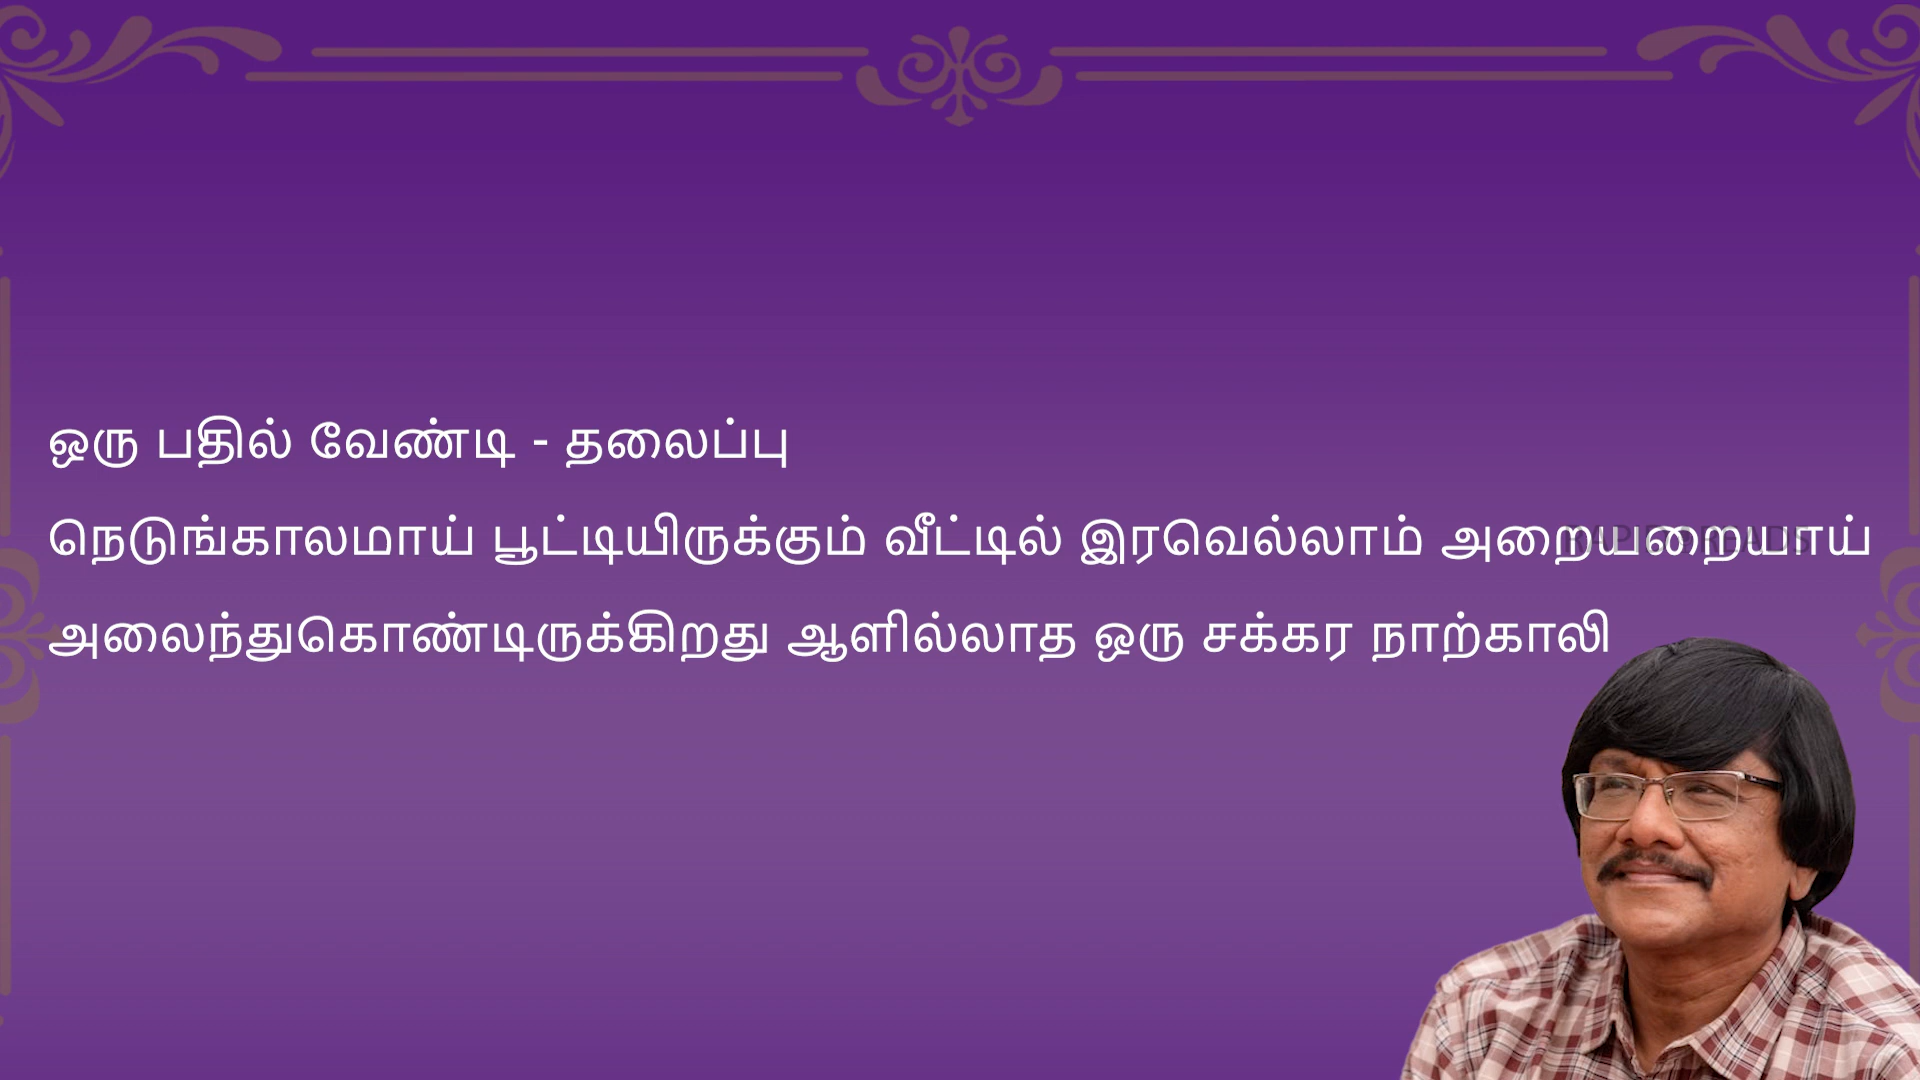 ஒரு பதில் வேண்டி - தலைப்பு
நெடுங்காலமாய் பூட்டியிருக்கும் வீட்டில் இரவெல்லாம் அறையறையாய்
அலைந்துகொண்டிருக்கிறது ஆளில்லாத ஒரு சக்கர நாற்காலி